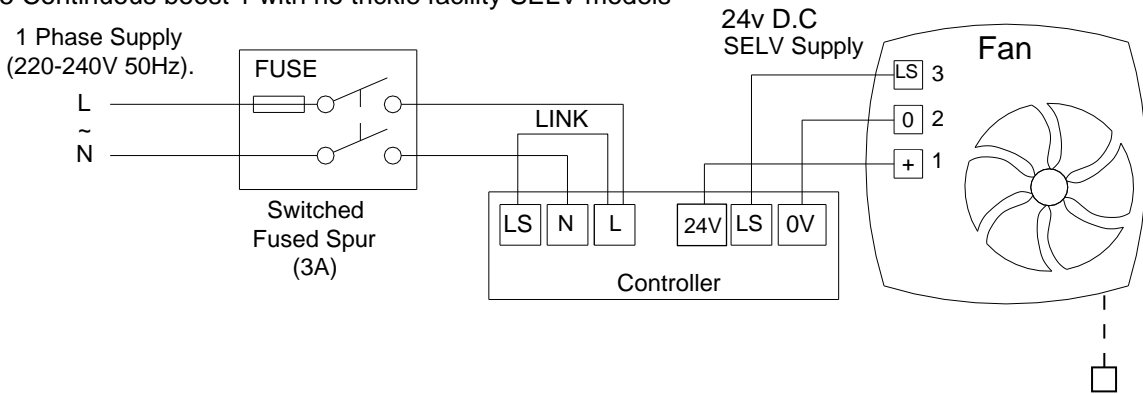 Continuous boost 1 with no trickle facility SELV models
1 Phase Supply
(220-240V 50Hz).
L
~
N
FUSE
Switched
Fused Spur
(3A)
LINK
LS N L 24V LS 0V
Controller
24v D.C
SELV Supply
Fan
LS 3
0 2
+ 1